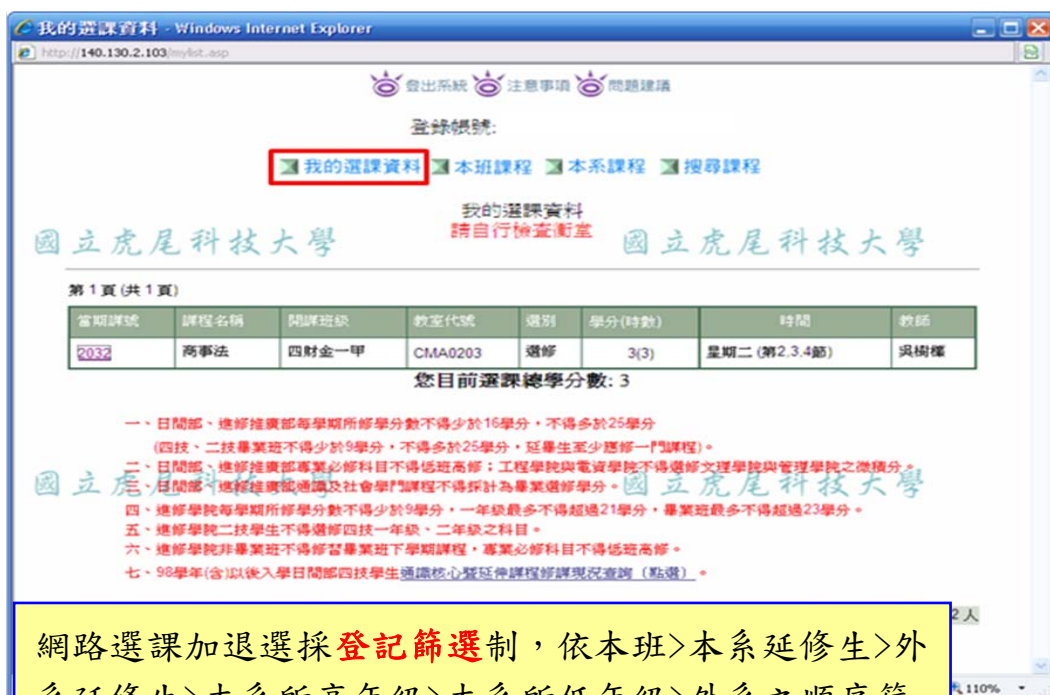 我的選課資料 - Windows Internet Explorer
http://140.130.2.103/mylist.asp
登出系統 注意事項 問題建議
登錄帳號:
我的選課資料 本班課程 本系課程 搜尋課程
我的選課資料
請自行檢查衝堂
國立虎尾科技大學 國立虎尾科技大學
第 1 頁 (共 1 頁)
當期課號 課程名稱 開課班級 教室代號 選別 學分(時數) 時間 教師
2032 商事法 四財金一甲 CMA0203 選修 3(3) 星期二 (第2,3,4節) 吳樹
您目前選課總學分數: 3
一、日間部、進修推廣部每學期所修學分數不得少於16學分，不得多於25學分
(四技、二技畢業班不得少於9學分，不得多於25學分，延畢生至少應修一門課程)。
二、日間部、進修推廣部專業必修科目不得低班高修；工程學院與電資學院不得選修文理學院與管理學院之微積分。
三、日間部、進修推廣部通識及社會學門課程不得採計為畢業選修學分。
國立虎尾科技大學 國立虎尾科技大學
四、進修學院每學期所修學分數不得少於9學分，一年級最多不得超過21學分，畢業班最多不得超過23學分。
五、進修學院二技學生不得選修四技一年級、二年級之科目。
六、進修學院非畢業班不得修習畢業班下學期課程，專業必修科目不得低班高修。
七、98學年(含)以後入學日間部四技學生通識核心暨延伸課程修課現況查詢（點選）。
2人
網路選課加退選採登記篩選制，依本班>本系延修生>外
系延修生>本系所高年級>本系所低年級>外系之順序篩
110%